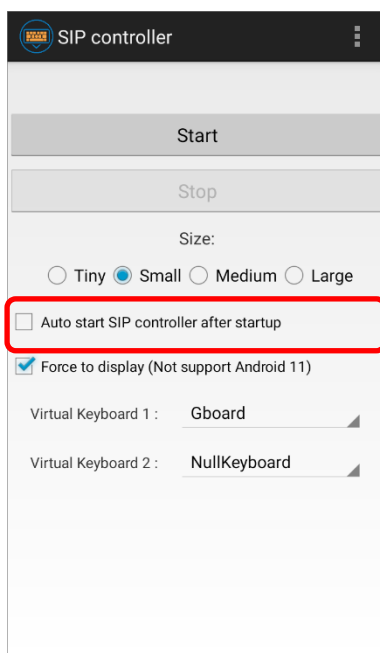 SIP controller
Start
Stop
Size:
Tiny Small Medium Large
Auto start SIP controller after startup
Force to display (Not support Android 11)
Virtual Keyboard 1 : Gboard
Virtual Keyboard 2 : NullKeyboard